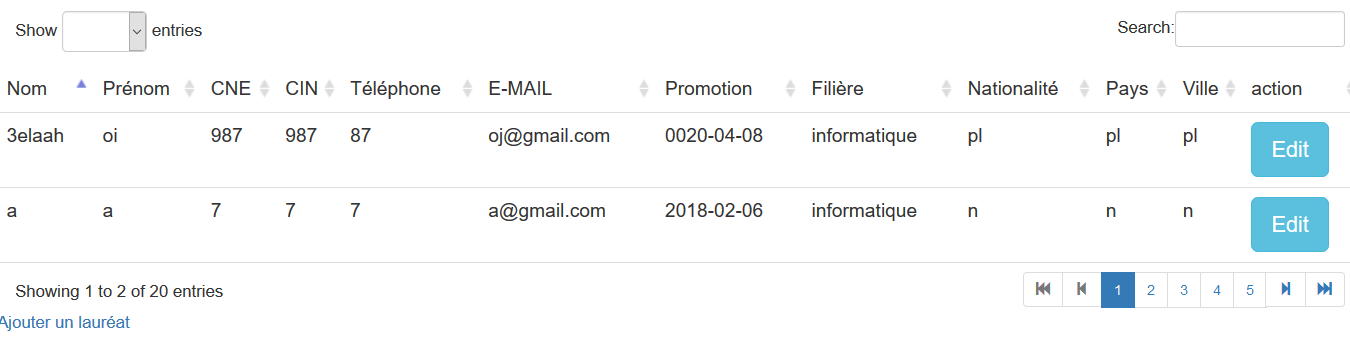 Show entries Search:
Nom Prénom CNE CIN Téléphone E-MAIL Promotion Filière Nationalité Pays Ville action
3elaah oi 987 987 87 oj@gmail.com 0020-04-08 informatique pl pl pl Edit
a a 7 7 7 a@gmail.com 2018-02-06 informatique n n n Edit
Showing 1 to 2 of 20 entries 1 2 3 4 5
Ajouter un lauréat